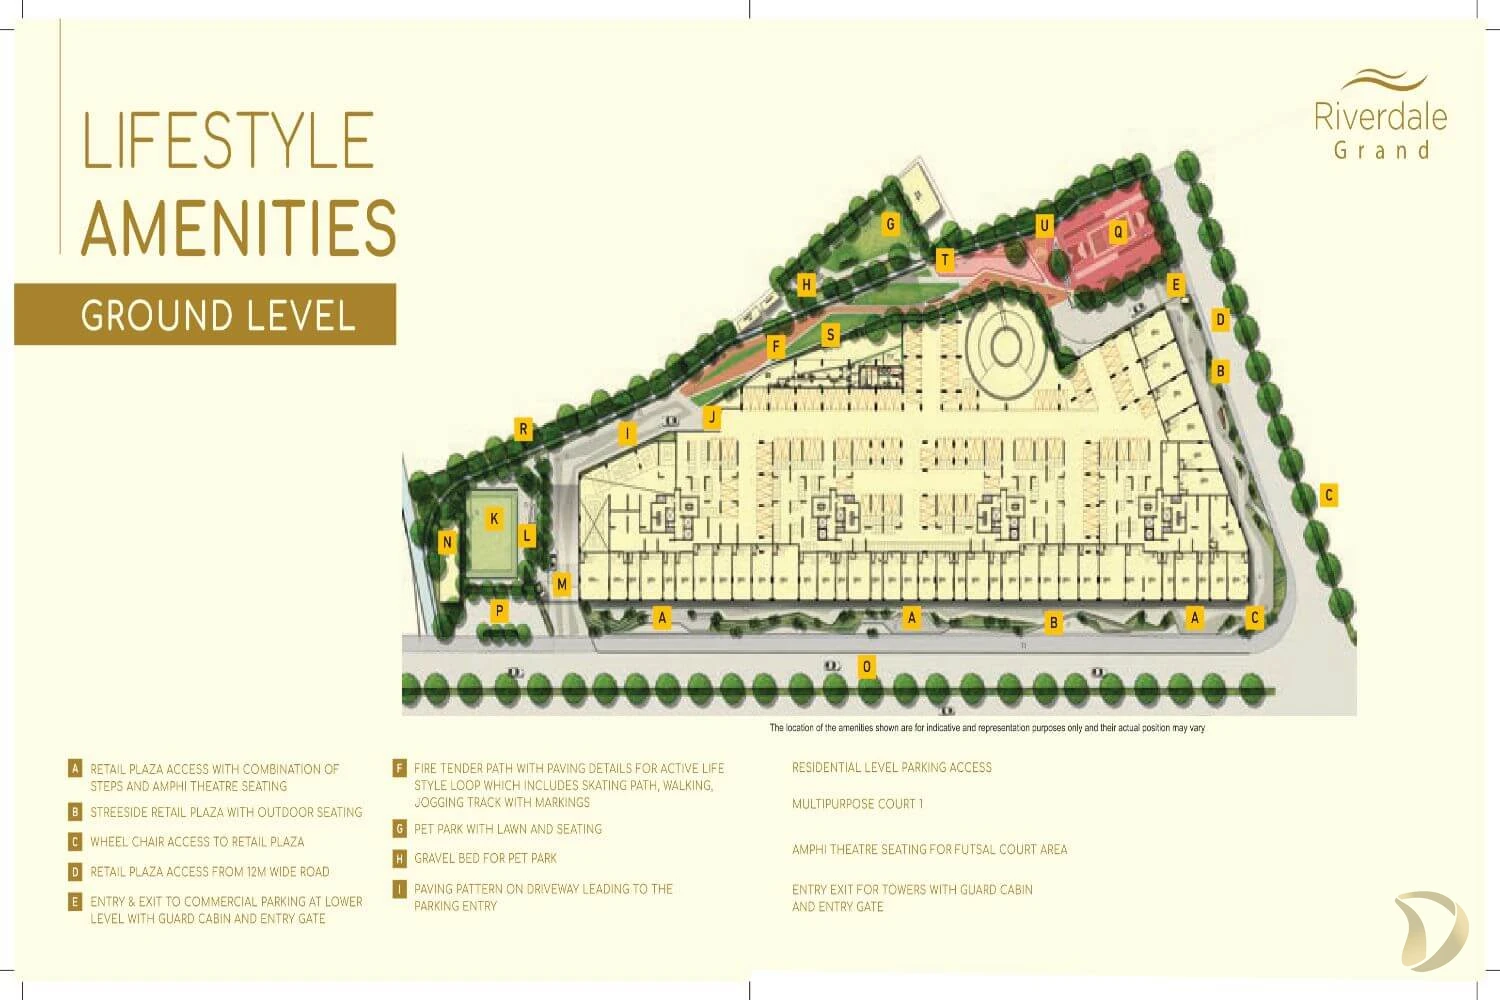 LIFESTYLE
AMENITIES
GROUND LEVEL
Riverdale
Grand
G
U
Q
T
H
E
D
S
F
B
J
R
I
C
K
L
N
M
P
A
A
B
A
C
O
The location of the amenities shown are for indicative and representation purposes only and their actual position may vary
A RETAIL PLAZA ACCESS WITH COMBINATION OF
STEPS AND AMPHI THEATRE SEATING
B STREESIDE RETAIL PLAZA WITH OUTDOOR SEATING
C WHEEL CHAIR ACCESS TO RETAIL PLAZA
D RETAIL PLAZA ACCESS FROM 12M WIDE ROAD
E ENTRY & EXIT TO COMMERCIAL PARKING AT LOWER
LEVEL WITH GUARD CABIN AND ENTRY GATE
F FIRE TENDER PATH WITH PAVING DETAILS FOR ACTIVE LIFE
STYLE LOOP WHICH INCLUDES SKATING PATH, WALKING,
JOGGING TRACK WITH MARKINGS
G PET PARK WITH LAWN AND SEATING
H GRAVEL BED FOR PET PARK
I PAVING PATTERN ON DRIVEWAY LEADING TO THE
PARKING ENTRY
RESIDENTIAL LEVEL PARKING ACCESS
MULTIPURPOSE COURT 1
AMPHI THEATRE SEATING FOR FUTSAL COURT AREA
ENTRY EXIT FOR TOWERS WITH GUARD CABIN
AND ENTRY GATE